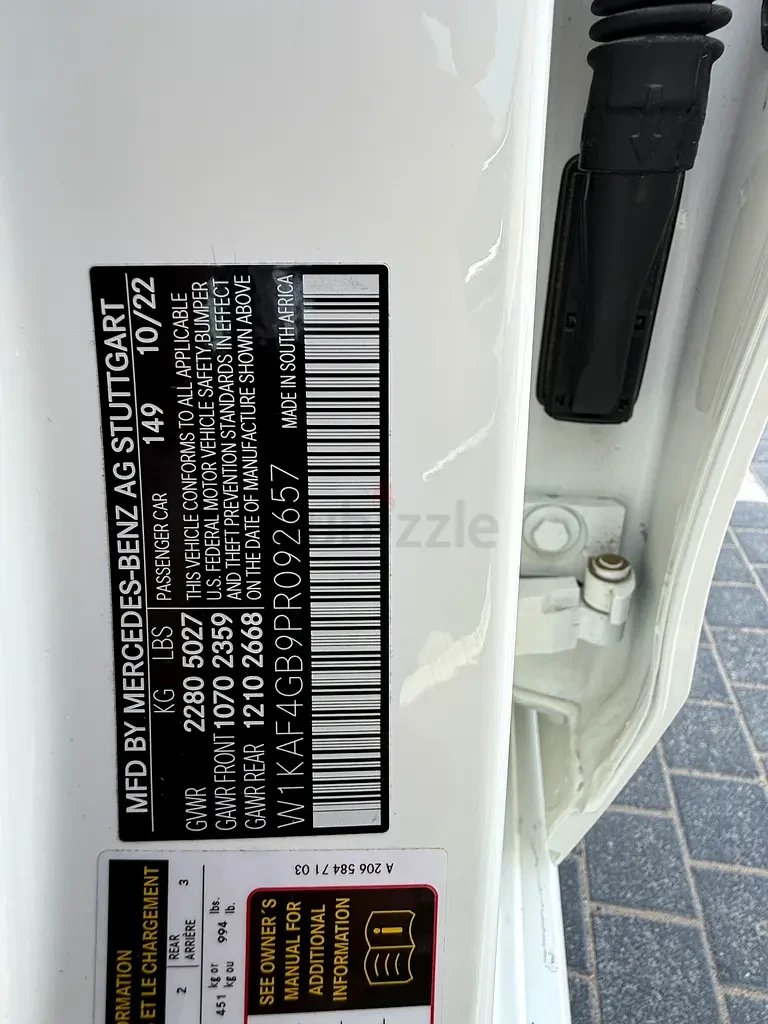 MFD BY MERCEDES-BENZ AG STUTTGART
KG LBS PASSENGER CAR 149 10/22
GVWR 2280 5027
GAWR FRONT 1070 2359
GAWR REAR 1210 2668
THIS VEHICLE CONFORMS TO ALL APPLICABLE
U.S. FEDERAL MOTOR VEHICLE SAFETY,BUMPER
AND THEFT PREVENTION STANDARDS IN EFFECT
ON THE DATE OF MANUFACTURE SHOWN ABOVE
W1KAF4GB9PR092657 MADE IN SOUTH AFRICA
ET LE CHARGEMENT
2 REAR 3
ARRIÈRE
451 kg or 994 lbs.
kg ou lb.
SEE OWNER'S
MANUAL FOR
ADDITIONAL
INFORMATION
A 206 584 71 03
dubizzle